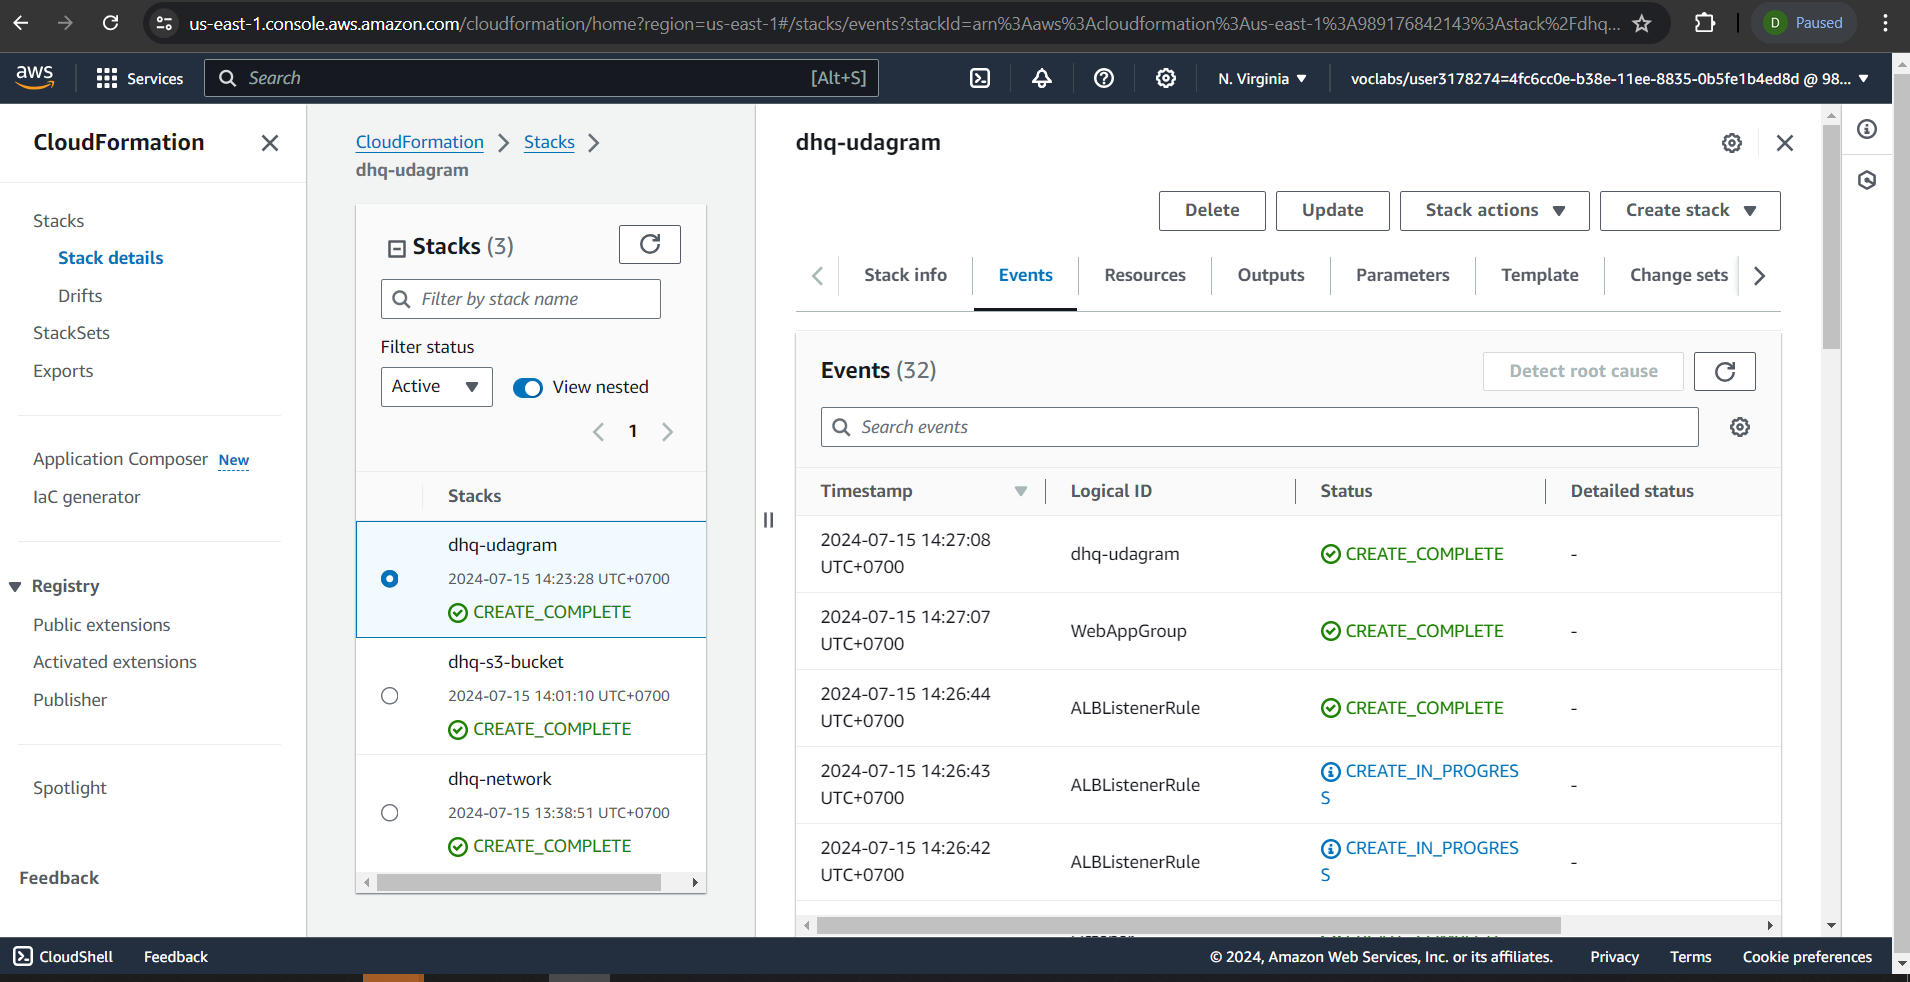 us-east-1.console.aws.amazon.com/cloudformation/home?region=us-east-1#/stacks/events?stackId=arn%3Aaws%3Acloudformation%3Aus-east-1%3A989176842143%3Astack%2Fdhq...
D Paused
aws
Services
Search [Alt+S]
N. Virginia
voclabs/user3178274=4fc6cc0e-b38e-11ee-8835-0b5fe1b4ed8d @ 98...
CloudFormation
Stacks
Stack details
Drifts
StackSets
Exports
Application Composer New
IaC generator
Registry
Public extensions
Activated extensions
Publisher
Spotlight
Feedback
CloudFormation
Stacks
dhq-udagram
Stacks (3)
Filter by stack name
Filter status
Active
View nested
1
Stacks
dhq-udagram
2024-07-15 14:23:28 UTC+0700
CREATE_COMPLETE
dhq-s3-bucket
2024-07-15 14:01:10 UTC+0700
CREATE_COMPLETE
dhq-network
2024-07-15 13:38:51 UTC+0700
CREATE_COMPLETE
dhq-udagram
Delete
Update
Stack actions
Create stack
Stack info
Events
Resources
Outputs
Parameters
Template
Change sets
Events (32)
Detect root cause
Search events
Timestamp
Logical ID
Status
Detailed status
2024-07-15 14:27:08
UTC+0700
dhq-udagram
CREATE_COMPLETE
-
2024-07-15 14:27:07
UTC+0700
WebAppGroup
CREATE_COMPLETE
-
2024-07-15 14:26:44
UTC+0700
ALBListenerRule
CREATE_COMPLETE
-
2024-07-15 14:26:43
UTC+0700
ALBListenerRule
CREATE_IN_PROGRES
S
-
2024-07-15 14:26:42
UTC+0700
ALBListenerRule
CREATE_IN_PROGRES
S
-
CloudShell
Feedback
© 2024, Amazon Web Services, Inc. or its affiliates.
Privacy
Terms
Cookie preferences